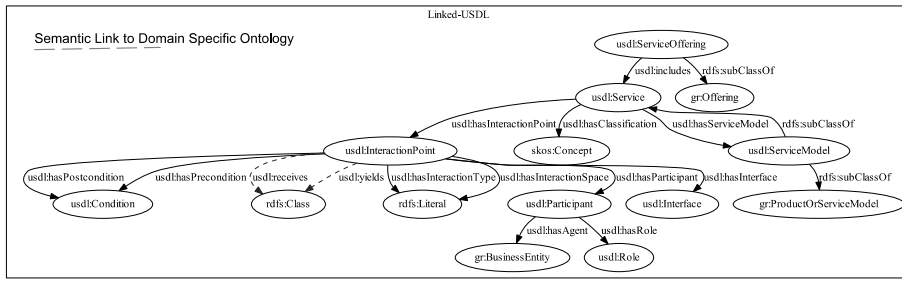 Linked-USDL
Semantic Link to Domain Specific Ontology
usdl:ServiceOffering
usdl:includes
rdfs:subClassOf
usdl:Service
gr:Offering
usdl:hasInteractionPoint
usdl:hasClassification
usdl:hasServiceModel
rdfs:subClassOf
usdl:InteractionPoint
skos:Concept
usdl:ServiceModel
usdl:hasPostcondition
usdl:hasPrecondition
usdl:receives
usdl:yields
usdl:hasInteractionType
usdl:hasInteractionSpace
usdl:hasParticipant
usdl:hasInterface
rdfs:subClassOf
usdl:Condition
rdfs:Class
rdfs:Literal
usdl:Participant
usdl:Interface
gr:ProductOrServiceModel
usdl:hasAgent
usdl:hasRole
gr:BusinessEntity
usdl:Role